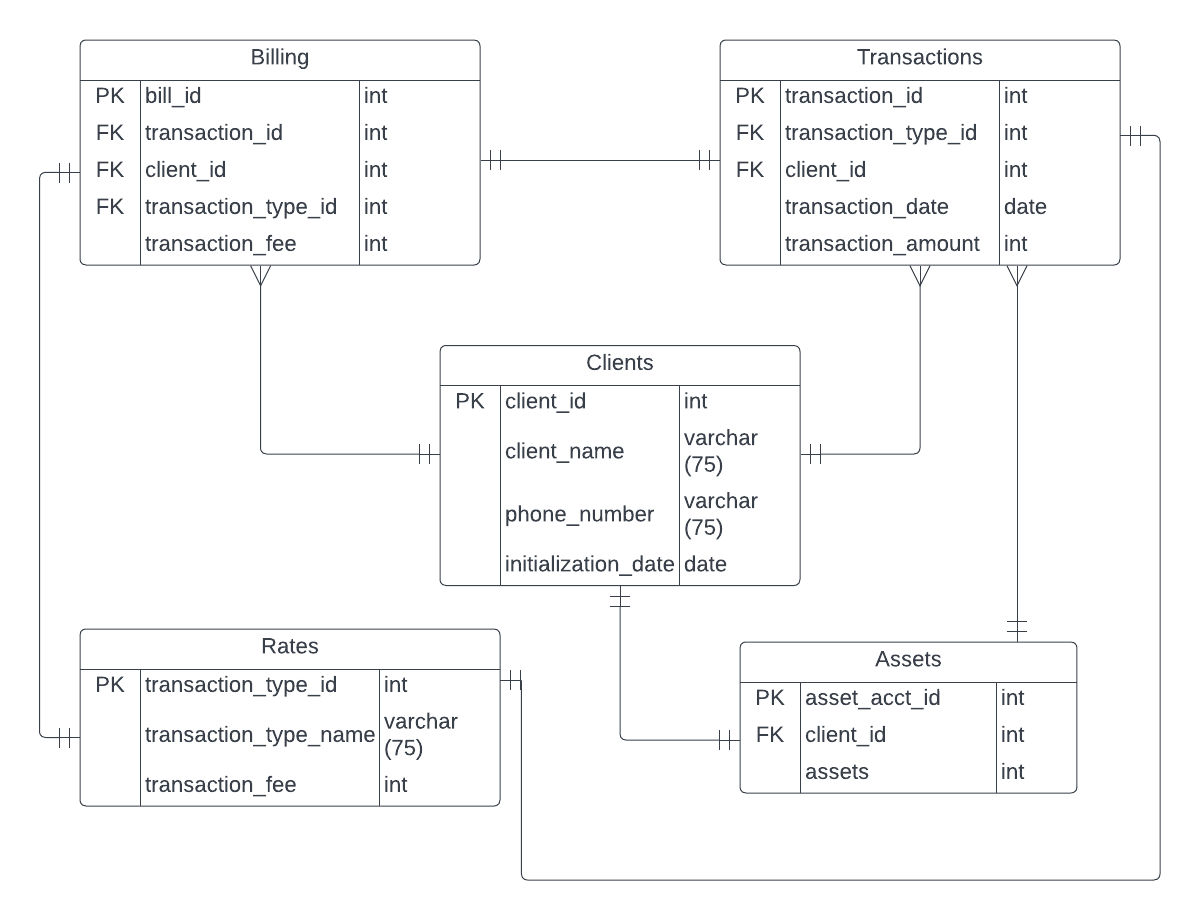 Billing
PK bill_id int
FK transaction_id int
FK client_id int
FK transaction_type_id int
transaction_fee int
Transactions
PK transaction_id int
FK transaction_type_id int
FK client_id int
transaction_date date
transaction_amount int
Clients
PK client_id int
client_name varchar
(75)
phone_number varchar
(75)
initialization_date date
Rates
PK transaction_type_id int
transaction_type_name varchar
(75)
transaction_fee int
Assets
PK asset_acct_id int
FK client_id int
assets int